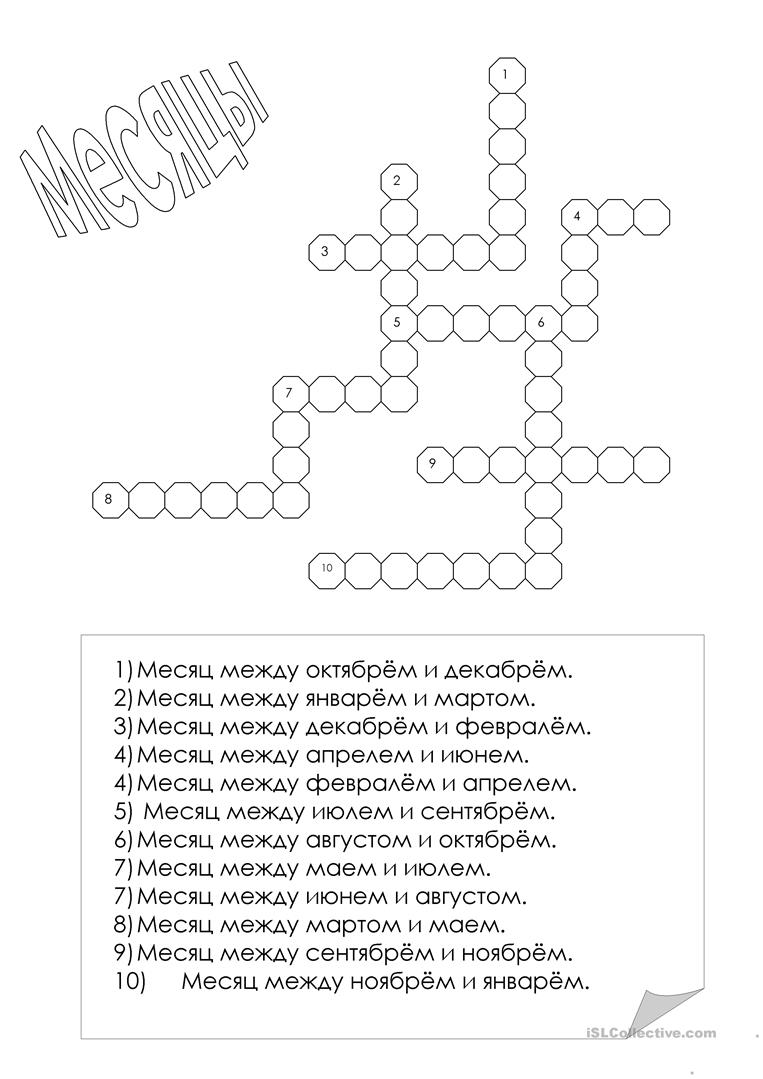 Месяцы
1
2
4
3
5
6
7
9
8
10
1) Месяц между октябрём и декабрём.
2) Месяц между январём и мартом.
3) Месяц между декабрём и февралём.
4) Месяц между апрелем и июнем.
4) Месяц между февралём и апрелем.
5) Месяц между июлем и сентябрём.
6) Месяц между августом и октябрём.
7) Месяц между маем и июлем.
7) Месяц между июнем и августом.
8) Месяц между мартом и маем.
9) Месяц между сентябрём и ноябрём.
10) Месяц между ноябрём и январём.
iSLCollective.com